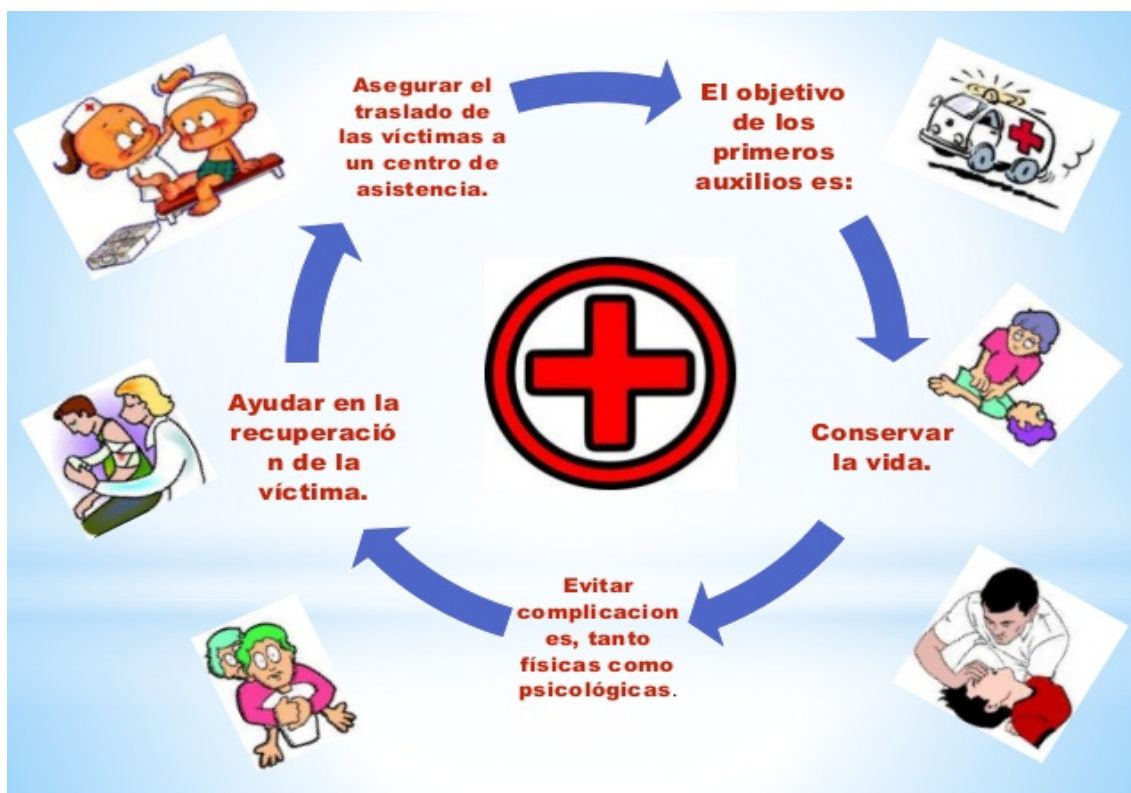 El objetivo
de los
primeros
auxilios es:
Conservar
la vida.
Evitar
complicacion
es, tanto
físicas como
psicológicas.
Ayudar en la
recuperació
n de la
víctima.
Asegurar el
traslado de
las víctimas a
un centro de
asistencia.